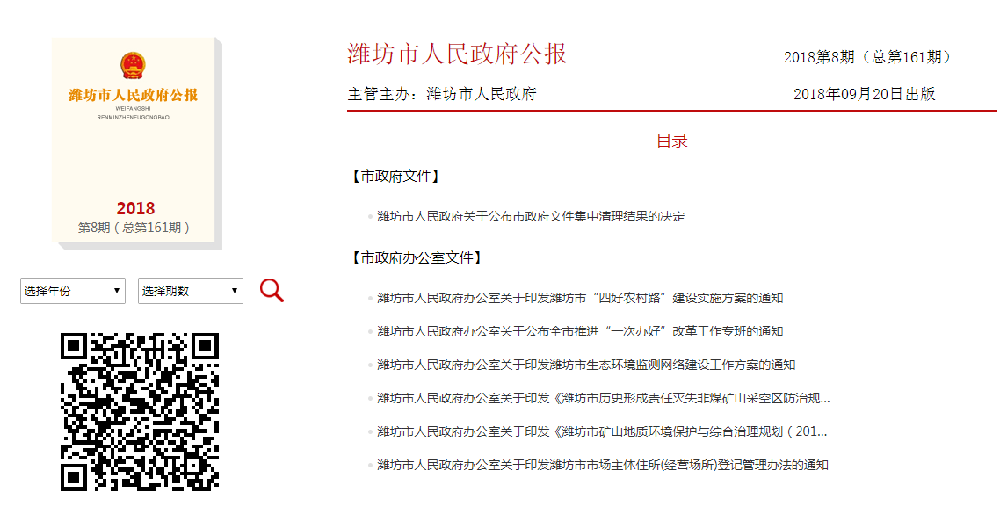 潍坊市人民政府公报
WEIFANGSHI
RENMINZHENFUGONGBAO
2018
第8期（总第161期）
选择年份
选择期数
潍坊市人民政府公报
2018第8期（总第161期）
主管主办：潍坊市人民政府
2018年09月20日出版
目录
【市政府文件】
潍坊市人民政府关于公布市政府文件集中清理结果的决定
【市政府办公室文件】
潍坊市人民政府办公室关于印发潍坊市“四好农村路”建设实施方案的通知
潍坊市人民政府办公室关于公布全市推进“一次办好”改革工作专班的通知
潍坊市人民政府办公室关于印发潍坊市生态环境监测网络建设工作方案的通知
潍坊市人民政府办公室关于印发《潍坊市历史形成责任灭失非煤矿山采空区防治规...
潍坊市人民政府办公室关于印发《潍坊市矿山地质环境保护与综合治理规划（201...
潍坊市人民政府办公室关于印发潍坊市市场主体住所(经营场所)登记管理办法的通知